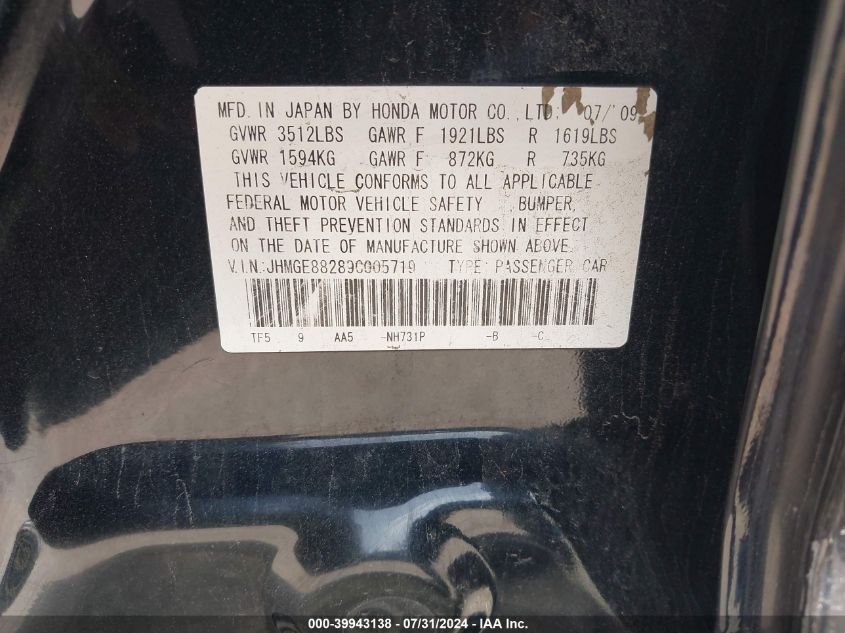 MFD. IN JAPAN BY HONDA MOTOR CO., LTD. 07/'09
GVWR 3512LBS GAWR F 1921LBS R 1619LBS
GVWR 1594KG GAWR F 872KG R 735KG
THIS VEHICLE CONFORMS TO ALL APPLICABLE
FEDERAL MOTOR VEHICLE SAFETY , BUMPER,
AND THEFT PREVENTION STANDARDS IN EFFECT
ON THE DATE OF MANUFACTURE SHOWN ABOVE.
V.I.N.:JHMGE88289C005719 TYPE: PASSENGER CAR
TF5 9 AA5 -NH731P -B -C
000-39943138 - 07/31/2024 - IAA Inc.